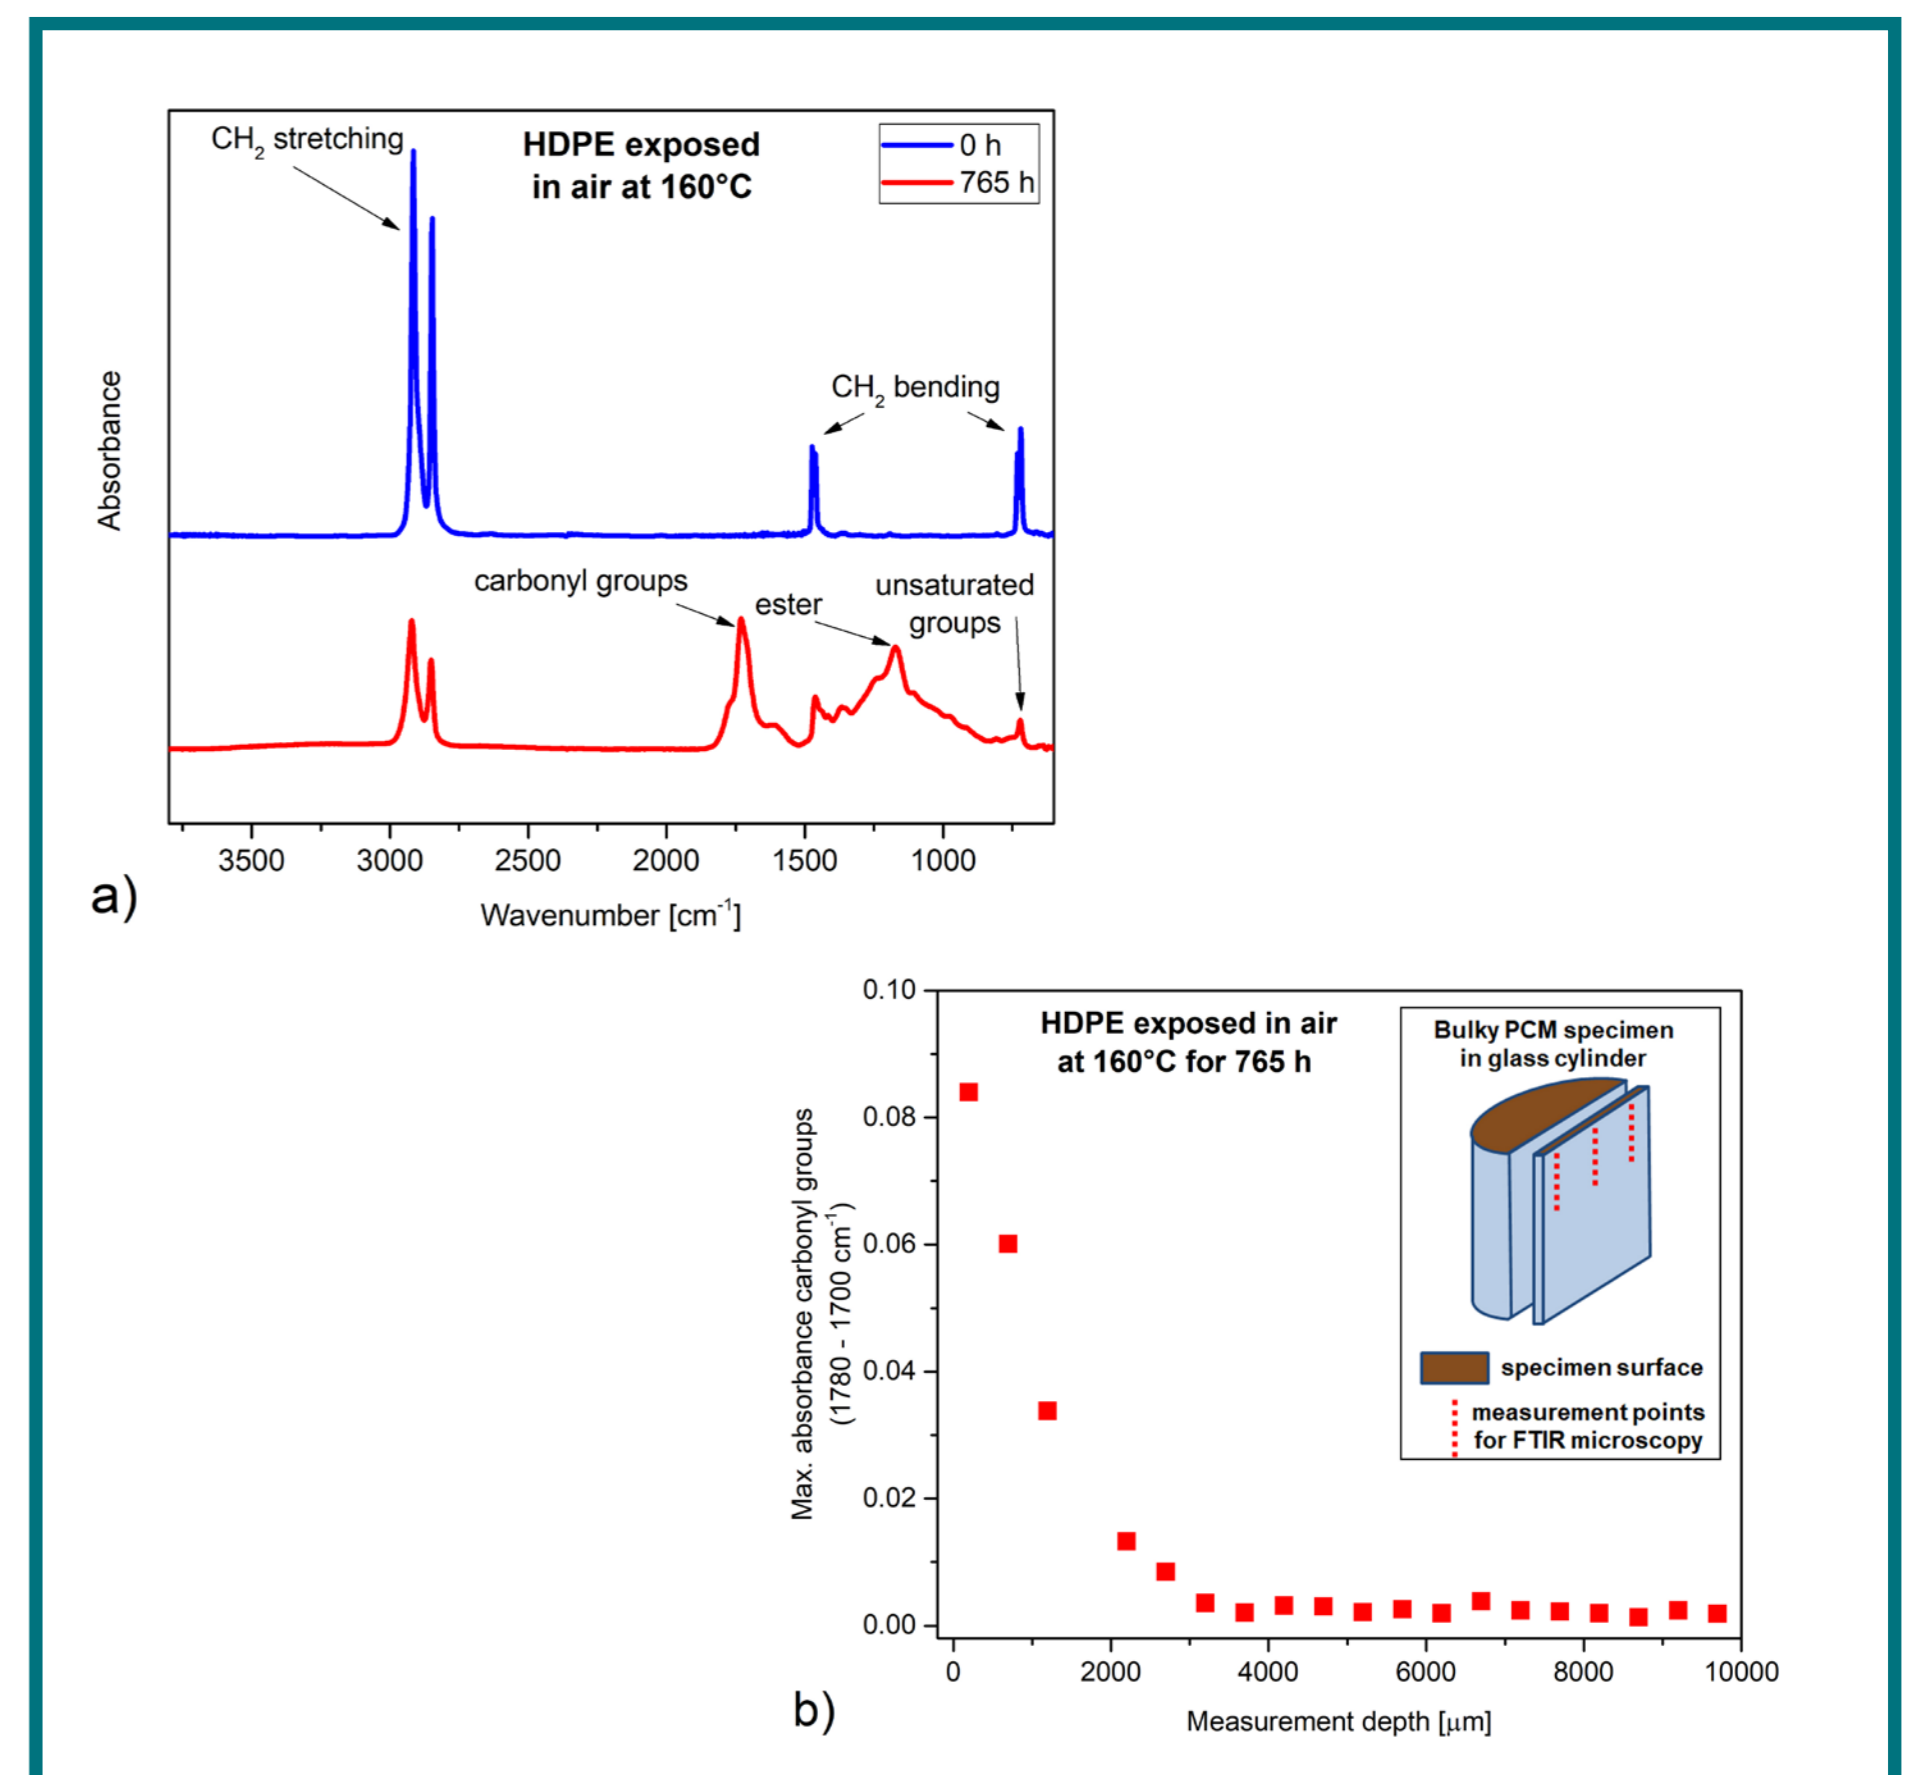 CH₂ stretching
HDPE exposed
in air at 160°C
0 h
765 h
CH₂ bending
Absorbance
carbonyl groups
ester
unsaturated
groups
3500 3000 2500 2000 1500 1000
a)
Wavenumber [cm⁻¹]
0.10
HDPE exposed in air
at 160°C for 765 h
Bulky PCM specimen
in glass cylinder
0.08
0.06
0.04
0.02
0.00
Max. absorbance carbonyl groups
(1780 - 1700 cm⁻¹)
specimen surface
measurement points
for FTIR microscopy
0 2000 4000 6000 8000 10000
b)
Measurement depth [µm]